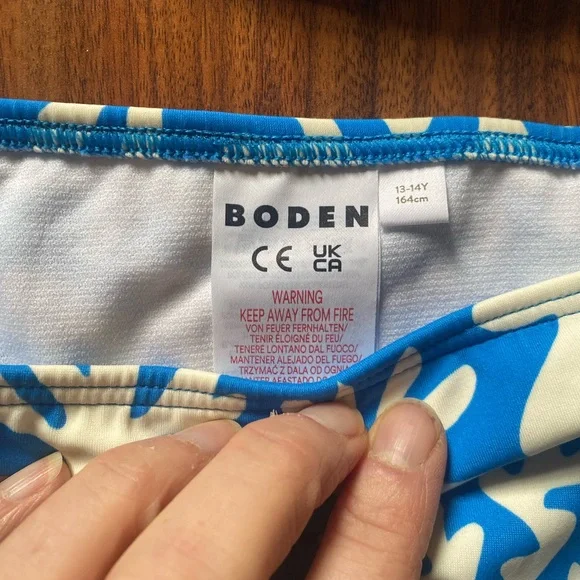 BODEN
CE UK
CA
WARNING
KEEP AWAY FROM FIRE
VON FEUER FERNHALTEN/
TENIR ÉLOIGNÉ DU FEU/
TENERE LONTANO DAL FUOCO/
MANTENER ALEJADO DEL FUEGO/
TRZYMAĆ Z DALA OD OGNIA
AFASTADO
13-14Y
164cm